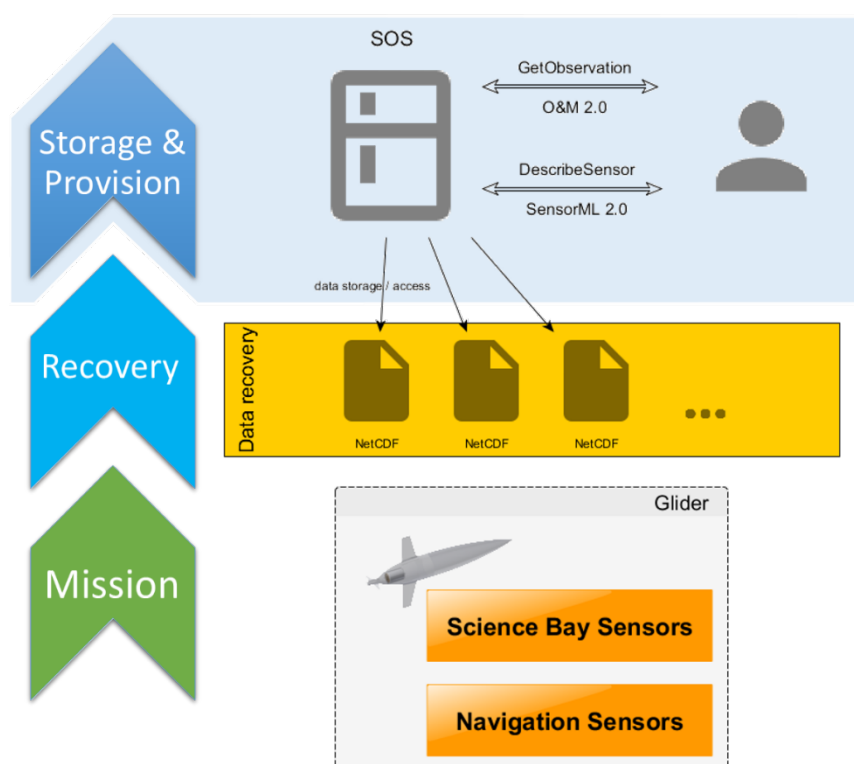 SOS
GetObservation
O&M 2.0
Storage &
Provision
DescribeSensor
SensorML 2.0
data storage / access
Recovery
Data recovery
NetCDF
NetCDF
NetCDF
...
Glider
Mission
Science Bay Sensors
Navigation Sensors